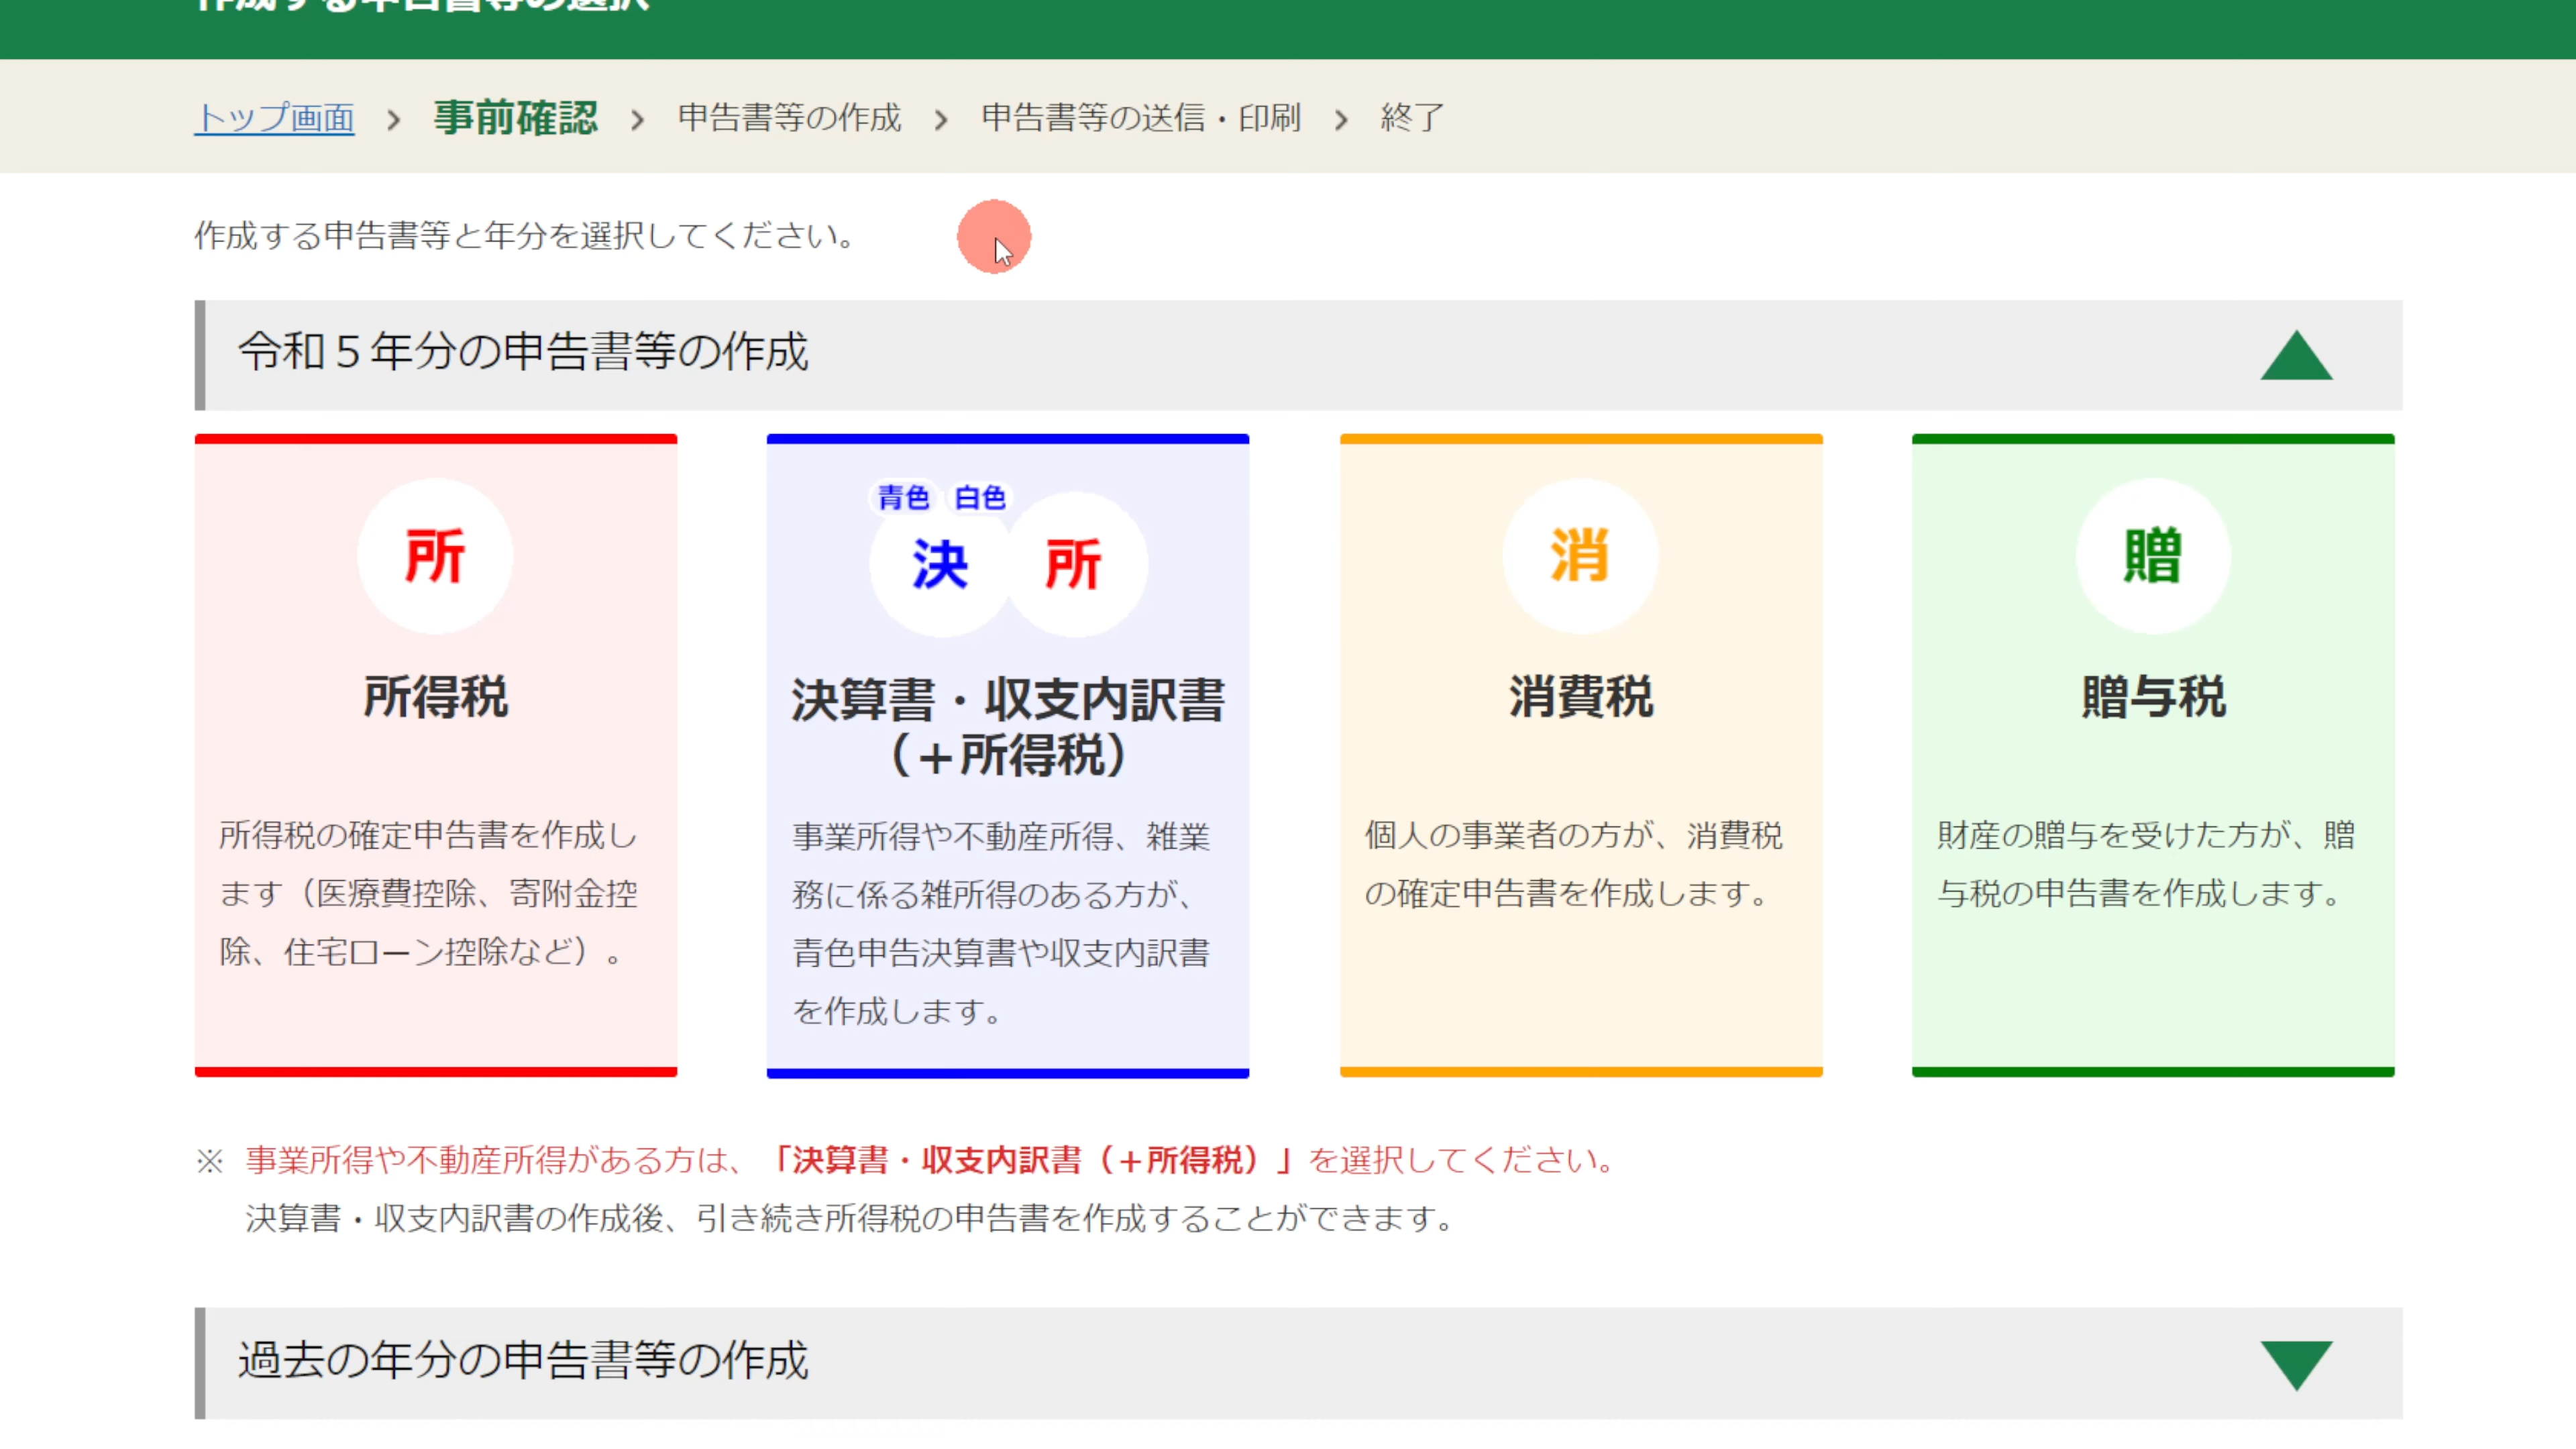 作成する申告書等の選択
トップ画面 › 事前確認 › 申告書等の作成 › 申告書等の送信・印刷 › 終了
作成する申告書等と年分を選択してください。
令和５年分の申告書等の作成
所
所得税
所得税の確定申告書を作成し
ます（医療費控除、寄附金控
除、住宅ローン控除など）。
青色 白色
決 所
決算書・収支内訳書
（＋所得税）
事業所得や不動産所得、雑業
務に係る雑所得のある方が、
青色申告決算書や収支内訳書
を作成します。
消
消費税
個人の事業者の方が、消費税
の確定申告書を作成します。
贈
贈与税
財産の贈与を受けた方が、贈
与税の申告書を作成します。
※ 事業所得や不動産所得がある方は、「決算書・収支内訳書（＋所得税）」を選択してください。
決算書・収支内訳書の作成後、引き続き所得税の申告書を作成することができます。
過去の年分の申告書等の作成